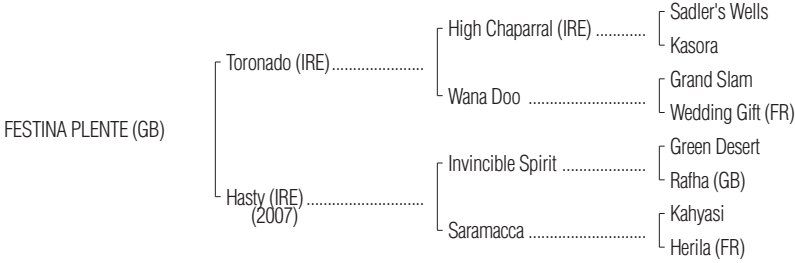 Sadler's Wells
High Chaparral (IRE) ............
Kasora
Toronado (IRE)......................
Grand Slam
Wana Doo ............................
Wedding Gift (FR)
FESTINA PLENTE (GB)
Green Desert
Invincible Spirit ....................
Rafha (GB)
Hasty (IRE) ............................
(2007)
Kahyasi
Saramacca ............................
Herila (FR)